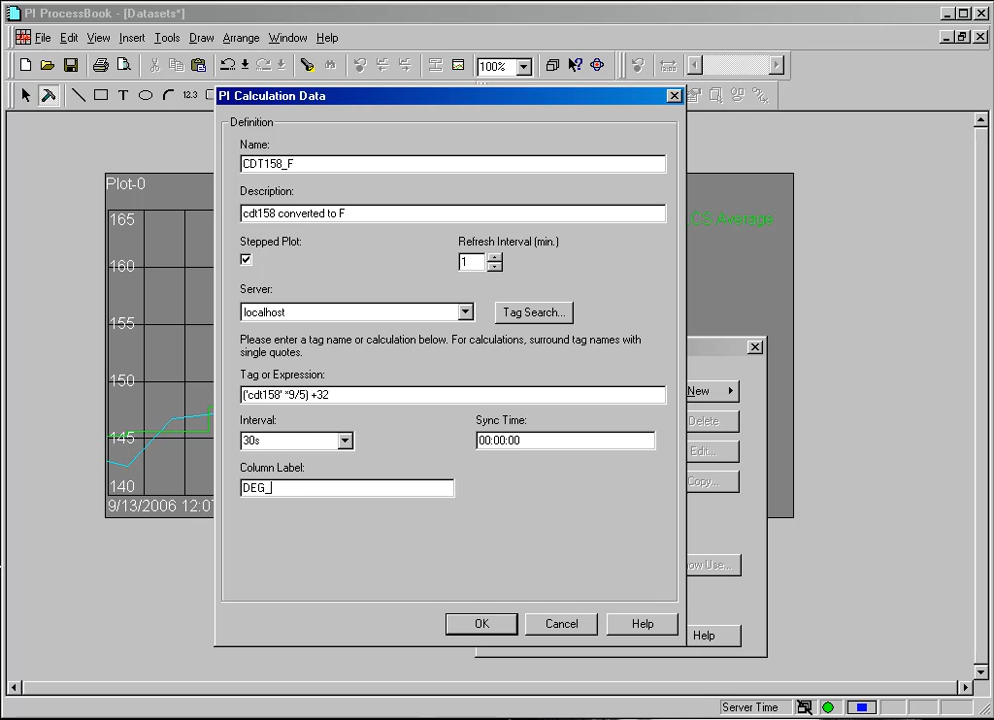 PI ProcessBook - [Datasets*]
File Edit View Insert Tools Draw Arrange Window Help
100%
T 12.3
PI Calculation Data
Definition
Name:
CDT158_F
Description:
cdt158 converted to F
Stepped Plot:
Refresh Interval (min.)
1
Server:
localhost
Tag Search...
Please enter a tag name or calculation below. For calculations, surround tag names with
single quotes.
Tag or Expression:
('cdt158' *9/5) +32
Interval:
Sync Time:
30s
00:00:00
Column Label:
DEG_
OK Cancel Help
Plot-0
165
160
155
150
145
140
9/13/2006 12:07
Average
New
Delete
Edit...
Copy...
ow Use...
Help
Server Time